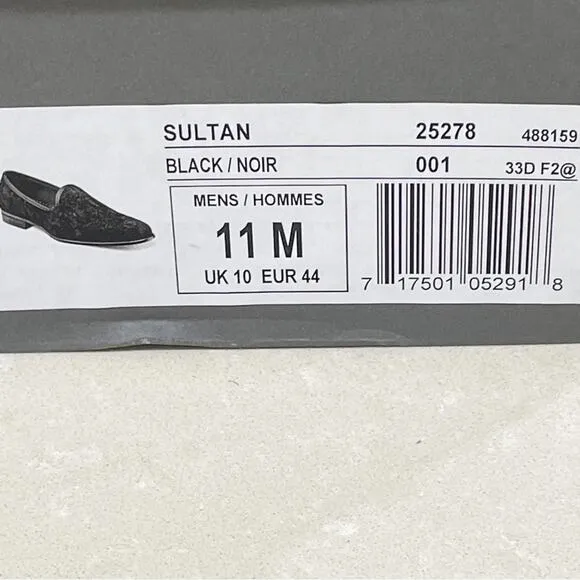 SULTAN 25278 488159
BLACK / NOIR 001 33D F2@
MENS / HOMMES
11 M
UK 10 EUR 44
7 17501 05291 8